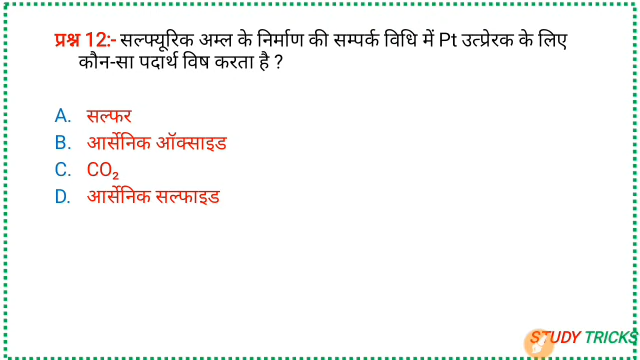 प्रश्न 12:- सल्फ्यूरिक अम्ल के निर्माण की सम्पर्क विधि में Pt उत्प्रेरक के लिए
कौन-सा पदार्थ विष करता है ?
A. सल्फर
B. आर्सेनिक ऑक्साइड
C. CO₂
D. आर्सेनिक सल्फाइड
STUDY TRICKS